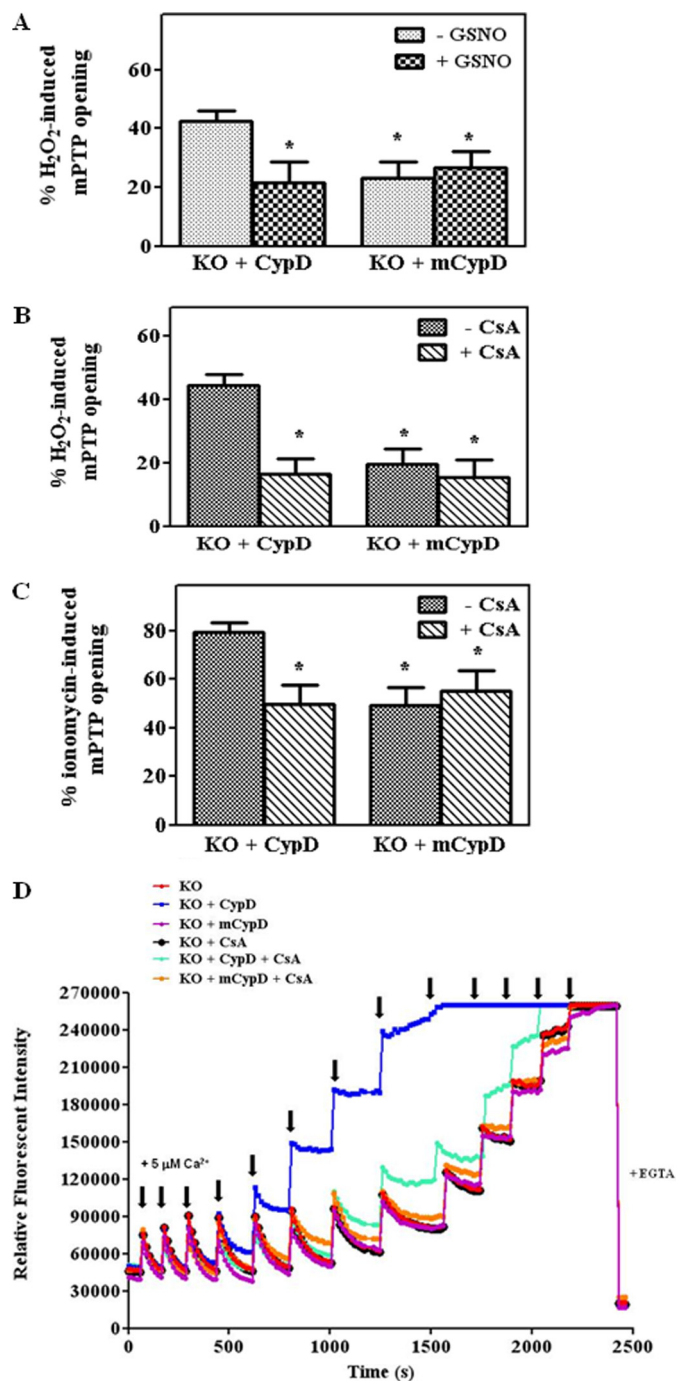 A
% H₂O₂-induced
mPTP opening
- GSNO
+ GSNO
60
40
20
0
*
*
*
KO + CypD
KO + mCypD
B
% H₂O₂-induced
mPTP opening
- CsA
+ CsA
60
40
20
0
*
*
*
KO + CypD
KO + mCypD
C
% ionomycin-induced
mPTP opening
- CsA
+ CsA
80
60
40
20
0
*
*
*
KO + CypD
KO + mCypD
D
KO
KO + CypD
KO + mCypD
KO + CsA
KO + CypD + CsA
KO + mCypD + CsA
Relative Fluorescent Intensity
270000
240000
210000
180000
150000
120000
90000
60000
30000
0
+ 5 µM Ca²⁺
+EGTA
0
500
1000
1500
2000
2500
Time (s)